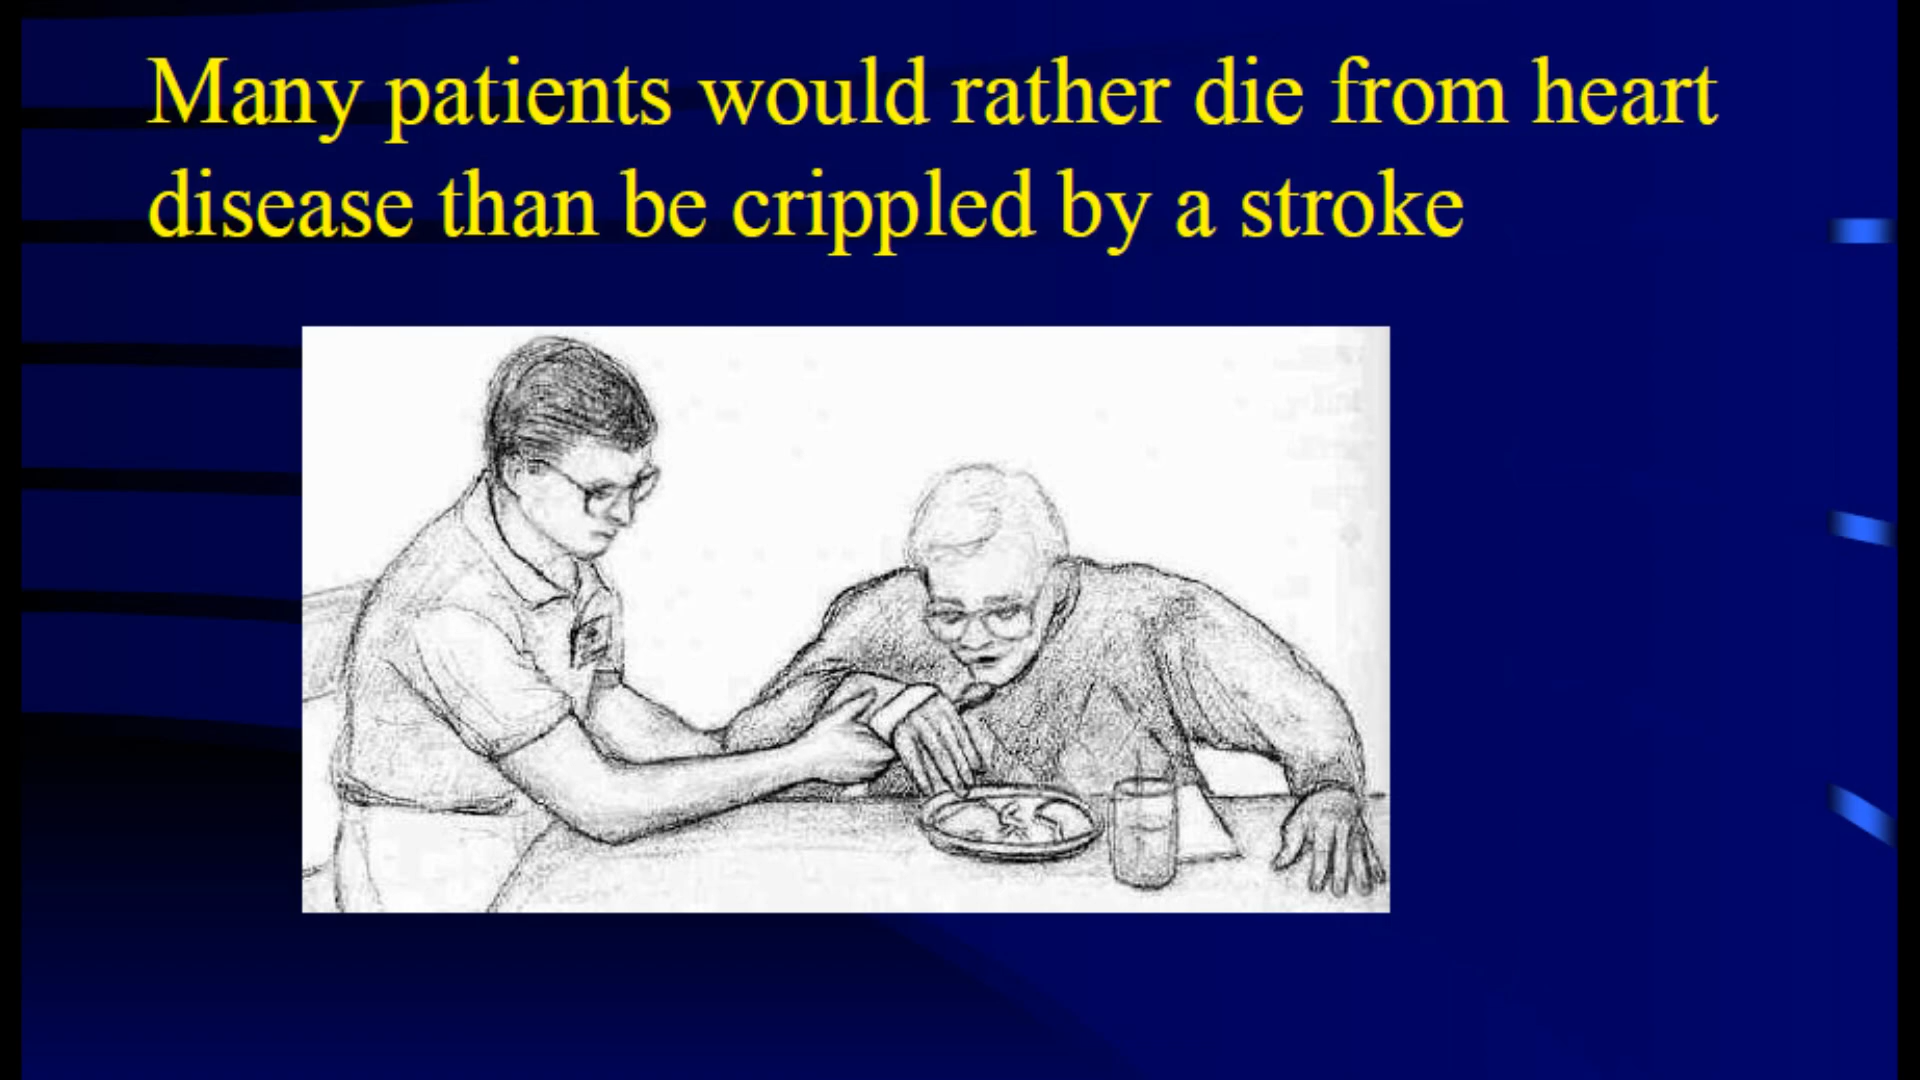 Many patients would rather die from heart
disease than be crippled by a stroke